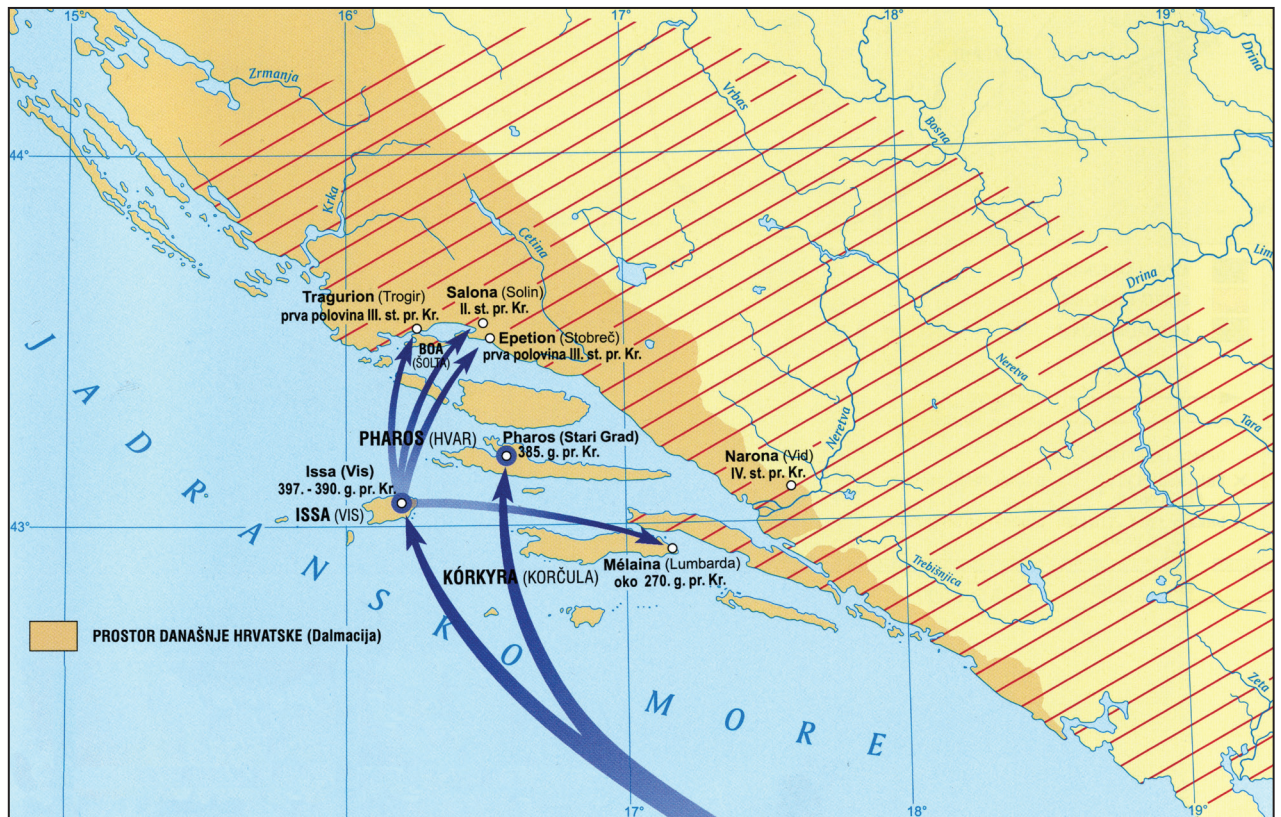 15°
16°
17°
18°
19°
Zrmanja
Vrbas
Bosna
Drina
44°
Krka
Cetina
Lim
Drina
Tragurion (Trogir)
prva polovina III. st. pr. Kr.
Salona (Solin)
II. st. pr. Kr.
Epetion (Stobreč)
prva polovina III. st. pr. Kr.
BOA
(ŠOLTA)
Neretva
Neretva
Tara
PHAROS (HVAR)
Pharos (Stari Grad)
385. g. pr. Kr.
Narona (Vid)
IV. st. pr. Kr.
Issa (Vis)
397. - 390. g. pr. Kr.
ISSA (VIS)
43°
Mélaina (Lumbarda)
oko 270. g. pr. Kr.
KÓRKYRA (KORČULA)
Trebišnjica
Zeta
JADRANSKO MORE
PROSTOR DANAŠNJE HRVATSKE (Dalmacija)
17°
18°
19°